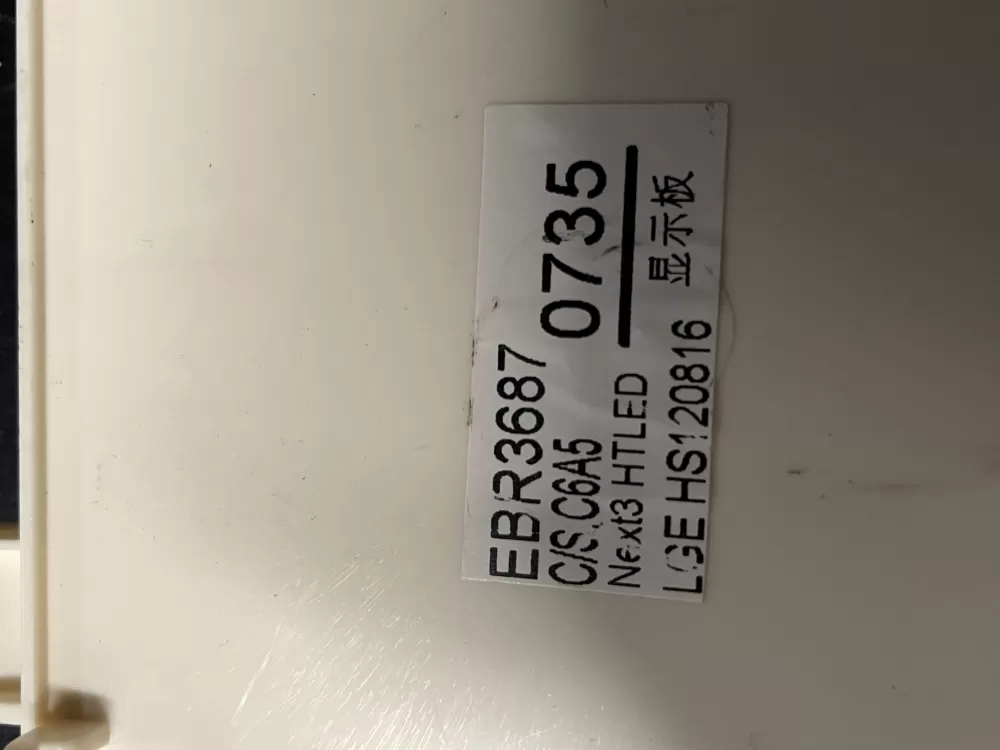 EBR3687
0735
C/S:C6A5
Next3 HTLED
显示板
LGE HS120816